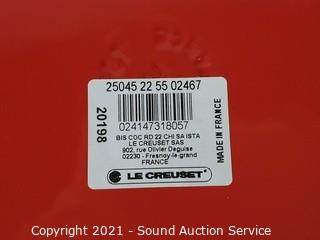 25045 22 55 02467
20198
024147318057
MADE IN FRANCE
BIS COC RD 22 CHI SA ISTA
LE CREUSET SAS
902, rue Olivier Deguise
02230 - Fresnoy-le-grand
FRANCE
LE CREUSET
Copyright © 2021 - Sound Auction Service